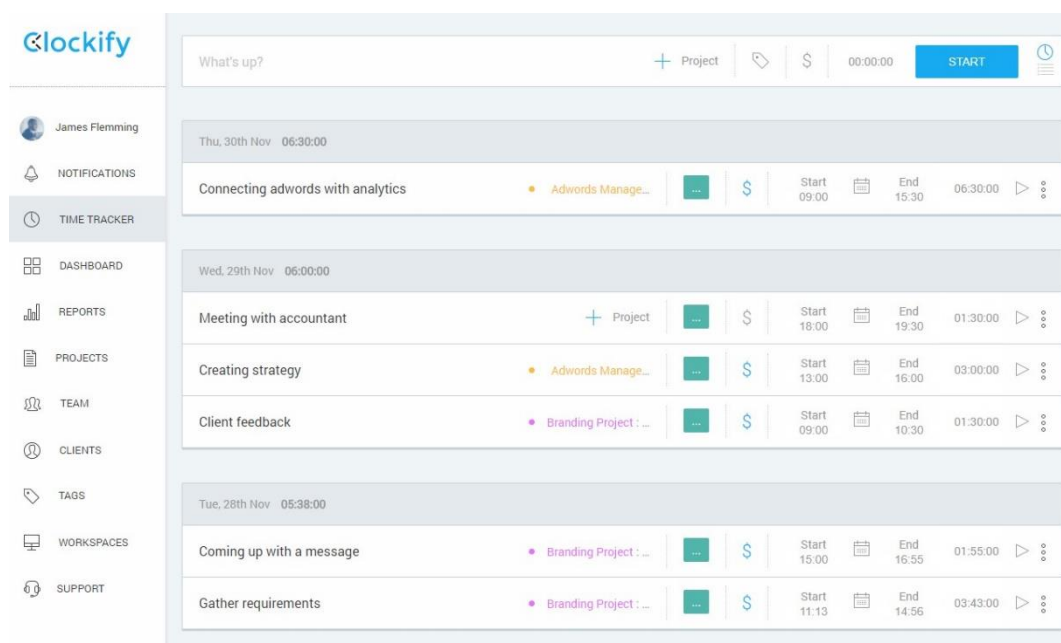 Clockify
What's up? Project $ 00:00:00 START
James Flemming
NOTIFICATIONS
TIME TRACKER
DASHBOARD
REPORTS
PROJECTS
TEAM
CLIENTS
TAGS
WORKSPACES
SUPPORT
Thu, 30th Nov 06:30:00
Connecting adwords with analytics • Adwords Manage... ... $ Start 09:00 End 15:30 06:30:00
Wed, 29th Nov 06:00:00
Meeting with accountant + Project ... $ Start 18:00 End 19:30 01:30:00
Creating strategy • Adwords Manage... ... $ Start 13:00 End 16:00 03:00:00
Client feedback • Branding Project : ... ... $ Start 09:00 End 10:30 01:30:00
Tue, 28th Nov 05:38:00
Coming up with a message • Branding Project : ... ... $ Start 15:00 End 16:55 01:55:00
Gather requirements • Branding Project : ... ... $ Start 11:13 End 14:56 03:43:00